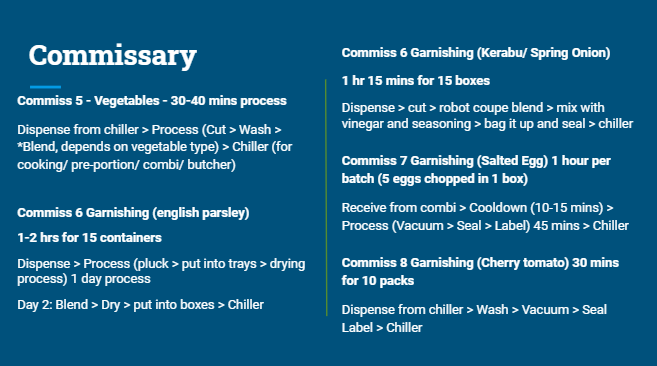 Commissary
Commiss 5 - Vegetables - 30-40 mins process
Dispense from chiller > Process (Cut > Wash >
*Blend, depends on vegetable type) > Chiller (for
cooking/ pre-portion/ combi/ butcher)
Commiss 6 Garnishing (english parsley)
1-2 hrs for 15 containers
Dispense > Process (pluck > put into trays > drying
process) 1 day process
Day 2: Blend > Dry > put into boxes > Chiller
Commiss 6 Garnishing (Kerabu/ Spring Onion)
1 hr 15 mins for 15 boxes
Dispense > cut > robot coupe blend > mix with
vinegar and seasoning > bag it up and seal > chiller
Commiss 7 Garnishing (Salted Egg) 1 hour per
batch (5 eggs chopped in 1 box)
Receive from combi > Cooldown (10-15 mins) >
Process (Vacuum > Seal > Label) 45 mins > Chiller
Commiss 8 Garnishing (Cherry tomato) 30 mins
for 10 packs
Dispense from chiller > Wash > Vacuum > Seal
Label > Chiller